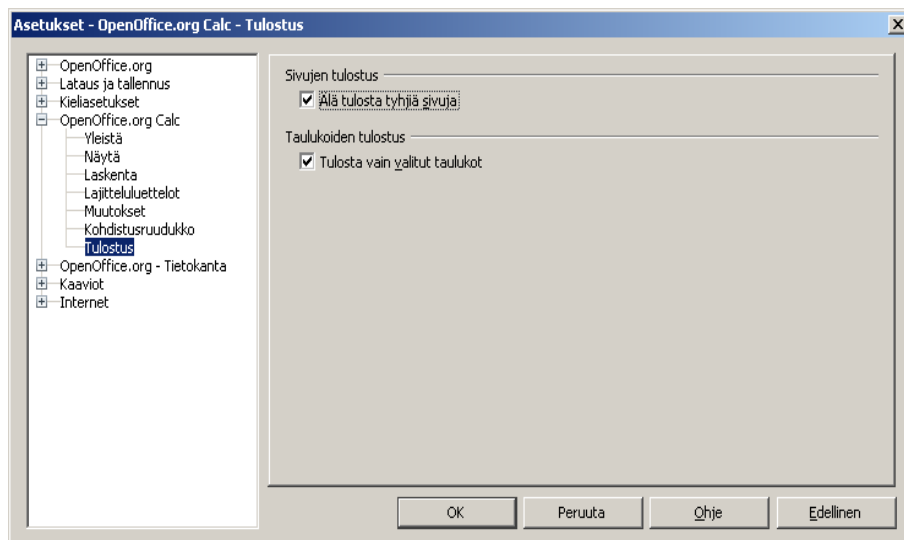 Asetukset - OpenOffice.org Calc - Tulostus
OpenOffice.org
Lataus ja tallennus
Kieliasetukset
OpenOffice.org Calc
Yleistä
Näytä
Laskenta
Lajitteluluettelot
Muutokset
Kohdistusruudukko
Tulostus
OpenOffice.org - Tietokanta
Kaaviot
Internet
Sivujen tulostus
Älä tulosta tyhjiä sivuja
Taulukoiden tulostus
Tulosta vain valitut taulukot
OK
Peruuta
Ohje
Edellinen